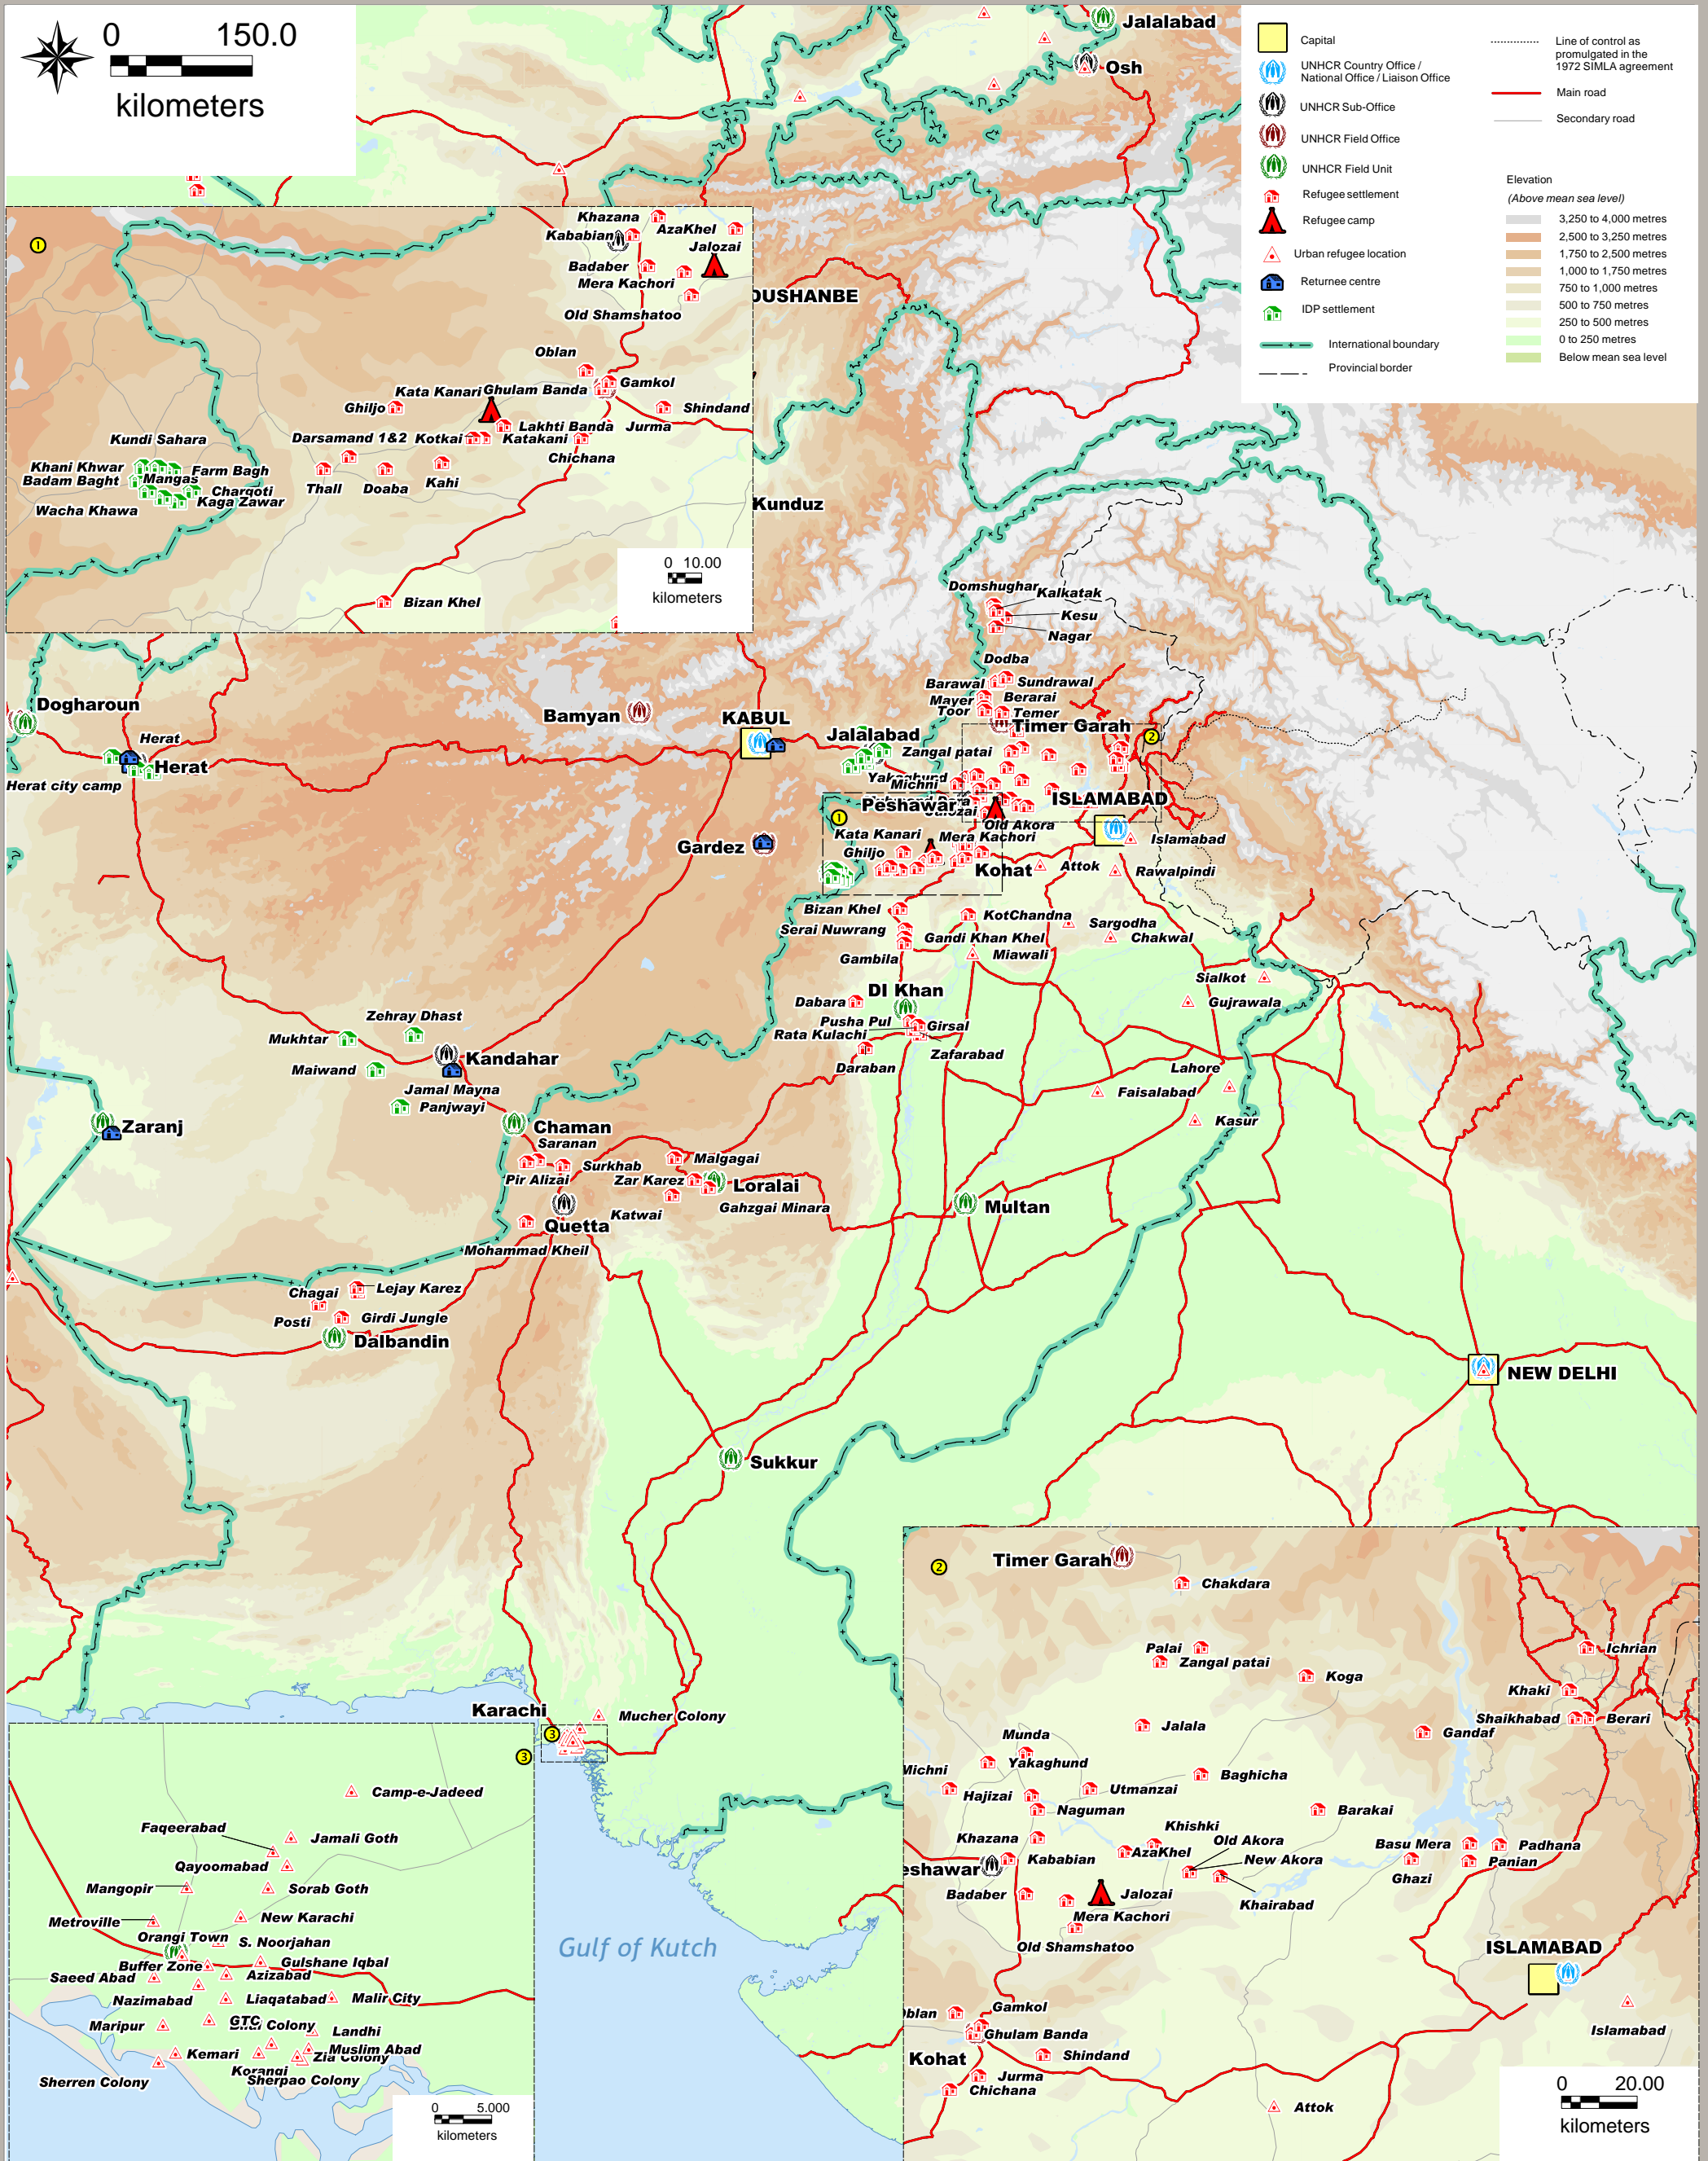 0 150.0
kilometers
Jalalabad
Osh
Capital
UNHCR Country Office /
National Office / Liaison Office
UNHCR Sub-Office
UNHCR Field Office
UNHCR Field Unit
Refugee settlement
Refugee camp
Urban refugee location
Returnee centre
IDP settlement
International boundary
Provincial border
Line of control as
promulgated in the
1972 SIMLA agreement
Main road
Secondary road
Elevation
(Above mean sea level)
3,250 to 4,000 metres
2,500 to 3,250 metres
1,750 to 2,500 metres
1,000 to 1,750 metres
750 to 1,000 metres
500 to 750 metres
250 to 500 metres
0 to 250 metres
Below mean sea level
1
Khazana
Kababian
AzaKhel
Jalozai
Badaber
Mera Kachori
Old Shamshatoo
Oblan
Kata Kanari
Ghulam Banda
Gamkol
Ghiljo
Shindand
Lakhti Banda
Jurma
Darsamand 1&2
Kotkai
Katakani
Chichana
Kundi Sahara
Khani Khwar
Farm Bagh
Badam Baght
Mangas
Charqoti
Kaga Zawar
Wacha Khawa
Thall
Doaba
Kahi
Bizan Khel
0 10.00
kilometers
DUSHANBE
Kunduz
Domshughar
Kalkatak
Kesu
Nagar
Dodba
Barawal
Sundrawal
Mayer
Berarai
Toor
Temer
Timer Garah
2
Dogharoun
Bamyan
KABUL
Jalalabad
Zangal patai
Herat
Herat
Herat city camp
Yakaghund
Michni
Peshawar
ISLAMABAD
Jalozai
Old Akora
1
Kata Kanari
Mera Kachori
Islamabad
Gardez
Ghiljo
Kohat
Attok
Rawalpindi
Bizan Khel
KotChandna
Sargodha
Serai Nuwrang
Gandi Khan Khel
Chakwal
Gambila
Miawali
Sialkot
DI Khan
Dabara
Gujrawala
Pusha Pul
Girsal
Rata Kulachi
Zafarabad
Daraban
Zehray Dhast
Mukhtar
Kandahar
Maiwand
Jamal Mayna
Panjwayi
Lahore
Faisalabad
Kasur
Zaranj
Chaman
Saranan
Surkhab
Malgagai
Pir Alizai
Zar Karez
Loralai
Katwai
Gahzgai Minara
Multan
Quetta
Mohammad Kheil
Chagai
Lejay Karez
Posti
Girdi Jungle
Dalbandin
NEW DELHI
Sukkur
Karachi
Mucher Colony
3
3
Camp-e-Jadeed
Faqeerabad
Jamali Goth
Qayoomabad
Mangopir
Sorab Goth
Metroville
New Karachi
Orangi Town
S. Noorjahan
Buffer Zone
Gulshane Iqbal
Saeed Abad
Azizabad
Nazimabad
Liaqatabad
Malir City
Maripur
GTC
Colony
Landhi
Muslim Abad
Kemari
Zia Colony
Korangi
Sherren Colony
Sherpao Colony
0 5.000
kilometers
Gulf of Kutch
2
Timer Garah
Chakdara
Palai
Zangal patai
Koga
Ichrian
Khaki
Shaikhabad
Berari
Gandaf
Jalala
Munda
Yakaghund
Michni
Baghicha
Hajizai
Utmanzai
Naguman
Barakai
Khazana
Khishki
Old Akora
Basu Mera
Padhana
Kababian
AzaKhel
New Akora
Panian
eshawar
Ghazi
Badaber
Jalozai
Khairabad
Mera Kachori
Old Shamshatoo
ISLAMABAD
Islamabad
Oblan
Gamkol
Ghulam Banda
Kohat
Shindand
Jurma
Chichana
Attok
0 20.00
kilometers